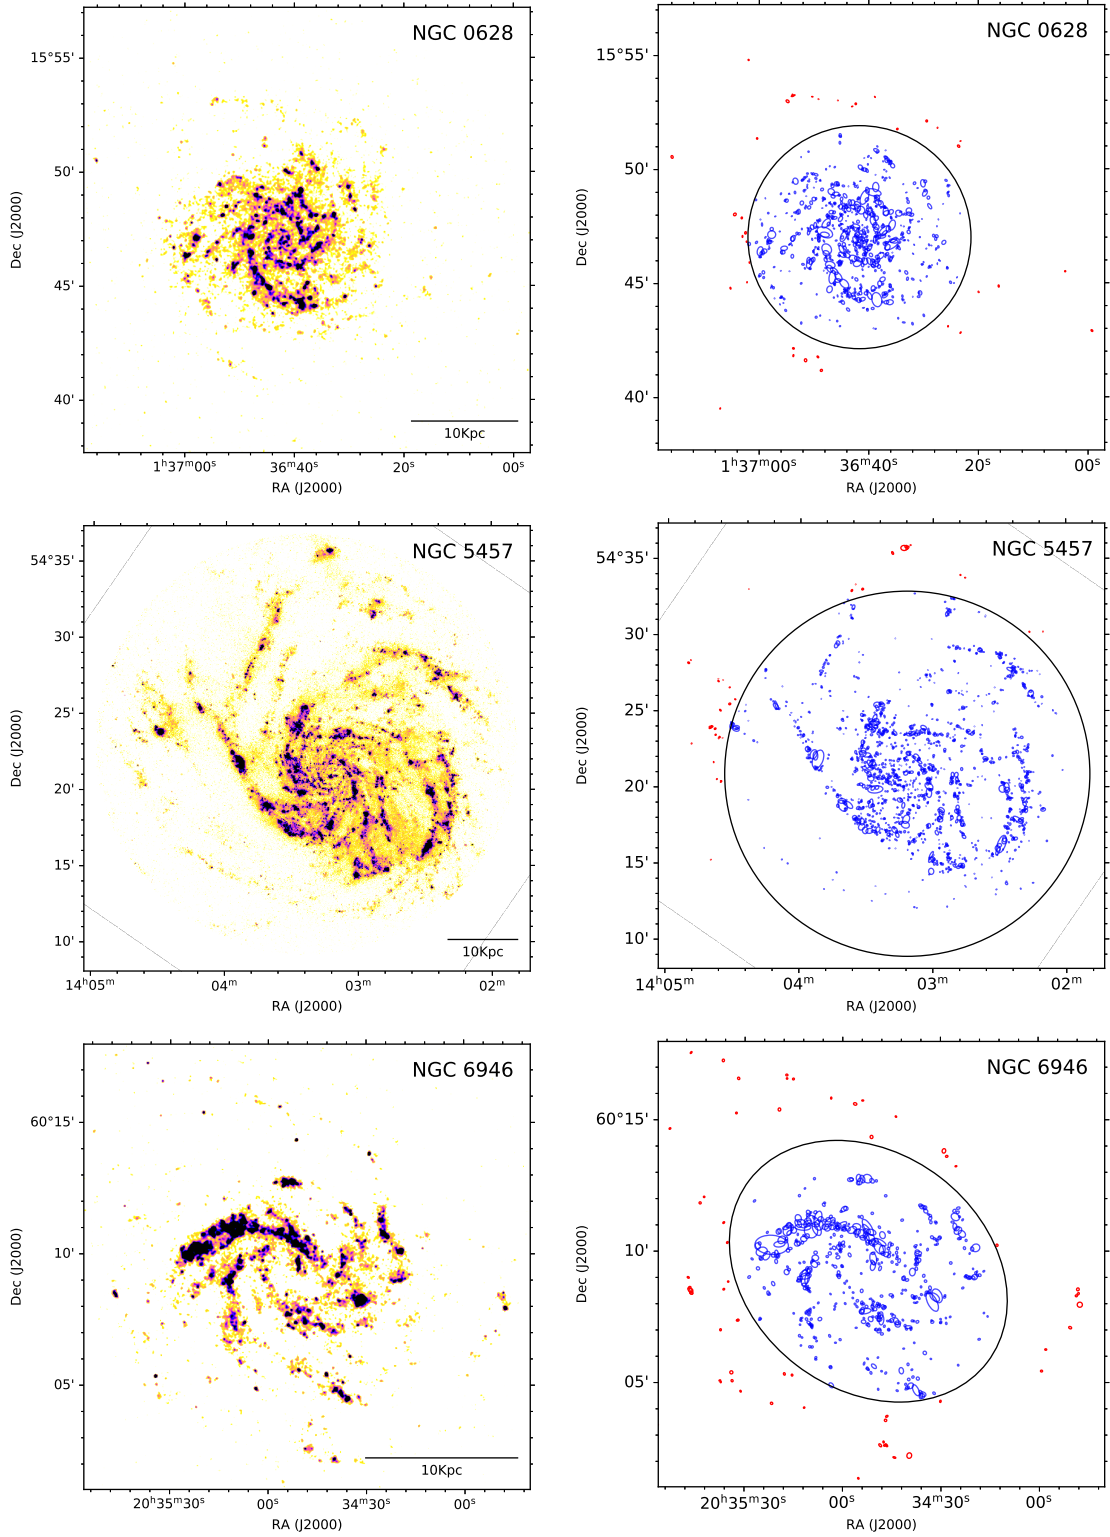 NGC 0628
15°55'
50'
45'
40'
Dec (J2000)
10Kpc
1ʰ37ᵐ00ˢ 36ᵐ40ˢ 20ˢ 00ˢ
RA (J2000)
NGC 0628
15°55'
50'
45'
40'
Dec (J2000)
1ʰ37ᵐ00ˢ 36ᵐ40ˢ 20ˢ 00ˢ
RA (J2000)
NGC 5457
54°35'
30'
25'
20'
15'
10'
Dec (J2000)
10Kpc
14ʰ05ᵐ 04ᵐ 03ᵐ 02ᵐ
RA (J2000)
NGC 5457
54°35'
30'
25'
20'
15'
10'
Dec (J2000)
14ʰ05ᵐ 04ᵐ 03ᵐ 02ᵐ
RA (J2000)
NGC 6946
60°15'
10'
05'
Dec (J2000)
10Kpc
20ʰ35ᵐ30ˢ 00ˢ 34ᵐ30ˢ 00ˢ
RA (J2000)
NGC 6946
60°15'
10'
05'
Dec (J2000)
20ʰ35ᵐ30ˢ 00ˢ 34ᵐ30ˢ 00ˢ
RA (J2000)